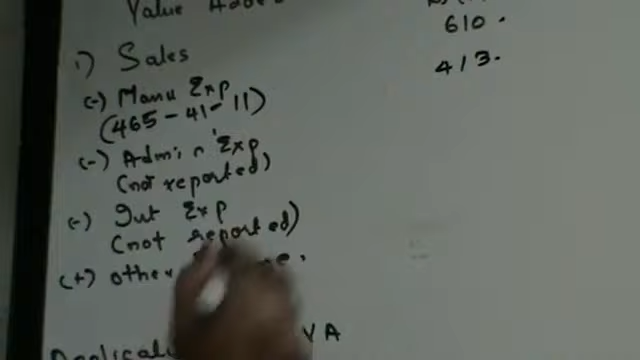 Value Added
610.
1) Sales
413.
(-) Manu Exp
(465 - 41 - 11)
(-) Admin Exp
(not reported)
(-) Int Exp
(not reported)
(+) other
VA